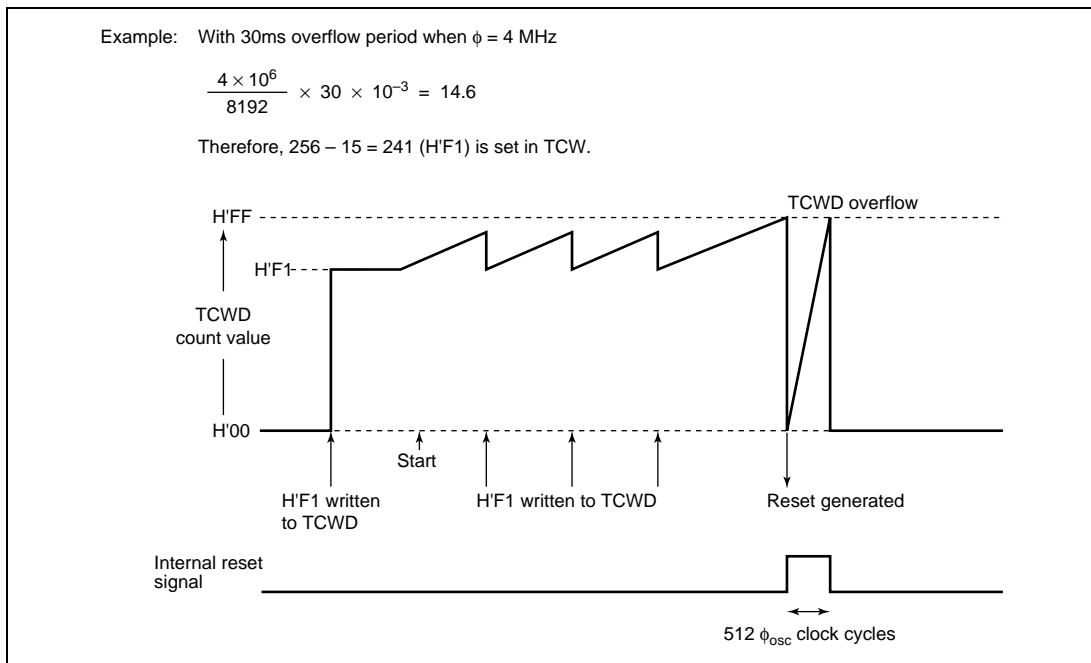 Example: With 30ms overflow period when ϕ = 4 MHz
4 × 10⁶
8192
× 30 × 10⁻³ = 14.6
Therefore, 256 – 15 = 241 (H'F1) is set in TCW.
TCWD overflow
H'FF
H'F1
TCWD
count value
H'00
Start
H'F1 written
to TCWD
H'F1 written to TCWD
Reset generated
Internal reset
signal
512 ϕosc clock cycles